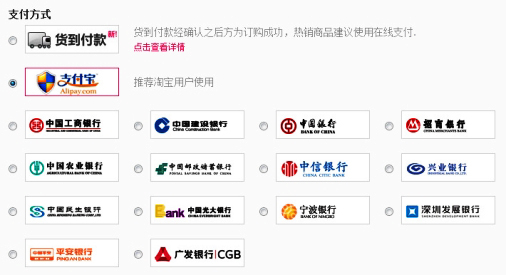 支付方式
货到付款 新!
货到付款经确认之后方为订购成功，热销商品建议使用在线支付.
点击查看详情
支付宝
Alipay.com
推荐淘宝用户使用
中国工商银行
中国建设银行
China Construction Bank
中国银行
BANK OF CHINA
招商银行
CHINA MERCHANTS BANK
中国农业银行
AGRICULTURAL BANK OF CHINA
中国邮政储蓄银行
POSTAL SAVINGS BANK OF CHINA
中信银行
CHINA CITIC BANK
兴业银行
INDUSTRIAL BANK CO.,LTD.
中国民生银行
Bank 中国光大银行
CHINA EVERBRIGHT BANK
宁波银行
BANK OF NINGBO
深圳发展银行
SHENZHEN DEVELOPMENT BANK
平安银行
PING AN BANK
广发银行|CGB